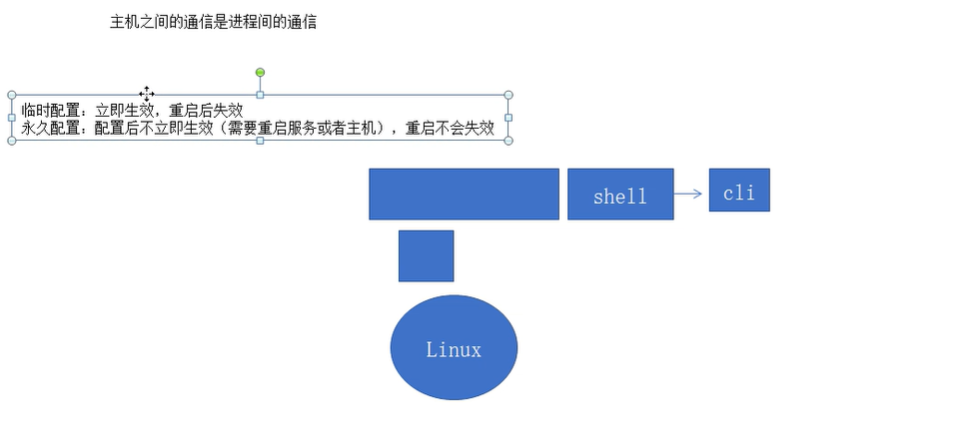 主机之间的通信是进程间的通信
临时配置：立即生效，重启后失效
永久配置：配置后不立即生效（需要重启服务或者主机），重启不会失效
shell
cli
Linux